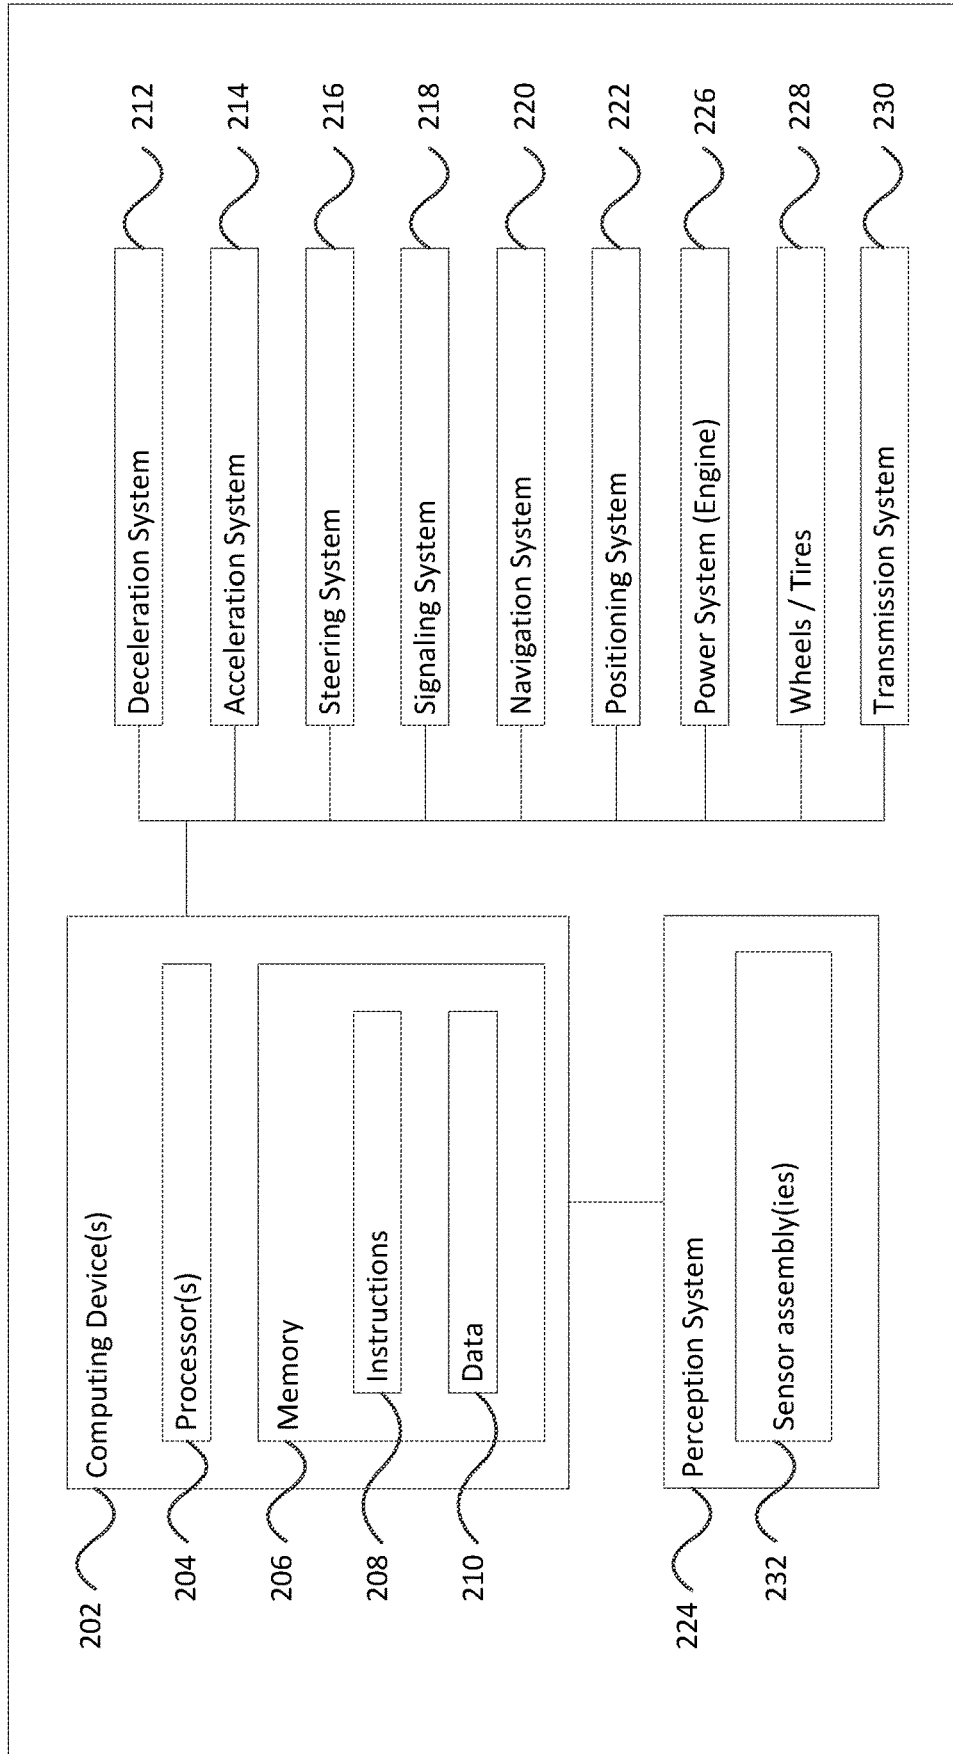 202
Computing Device(s)
204
Processor(s)
206
Memory
208
Instructions
210
Data
224
Perception System
232
Sensor assembly(ies)
Deceleration System
212
Acceleration System
214
Steering System
216
Signaling System
218
Navigation System
220
Positioning System
222
Power System (Engine)
226
Wheels / Tires
228
Transmission System
230